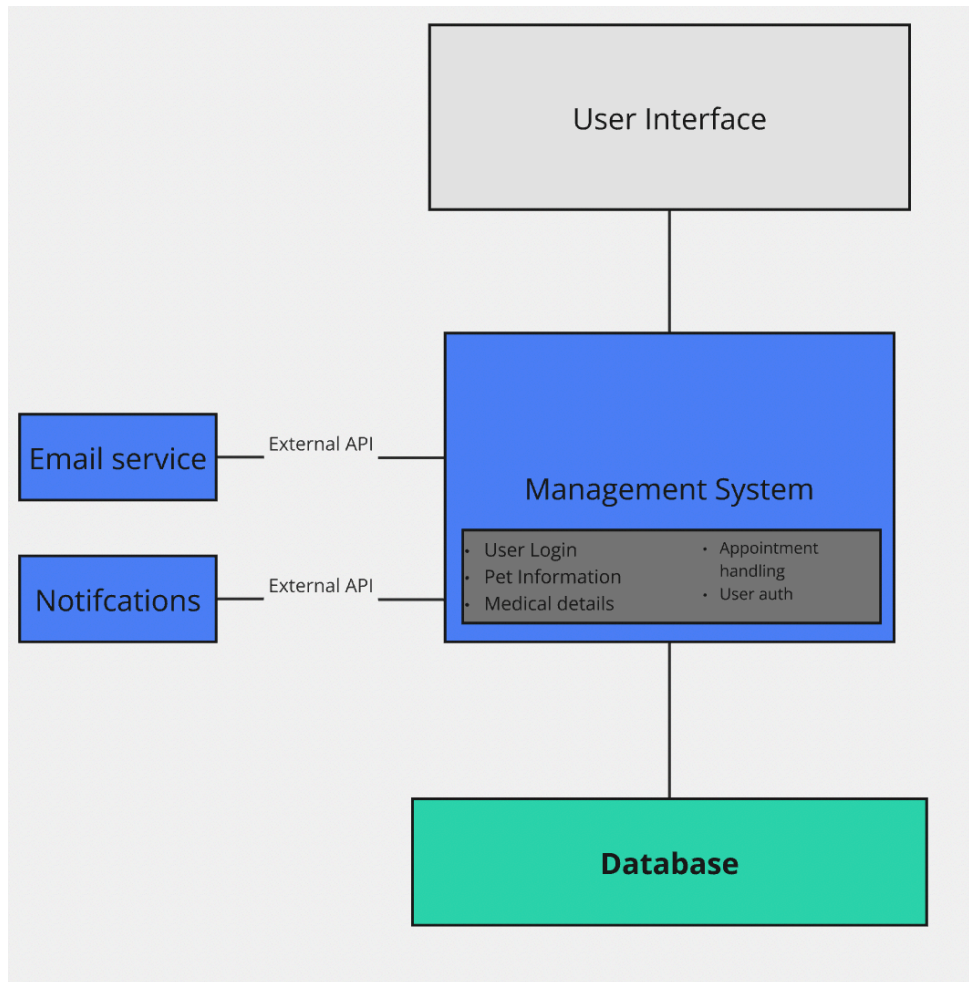 User Interface
External API
Email service
Management System
• User Login
• Pet Information
• Medical details
• Appointment
handling
• User auth
External API
Notifcations
Database